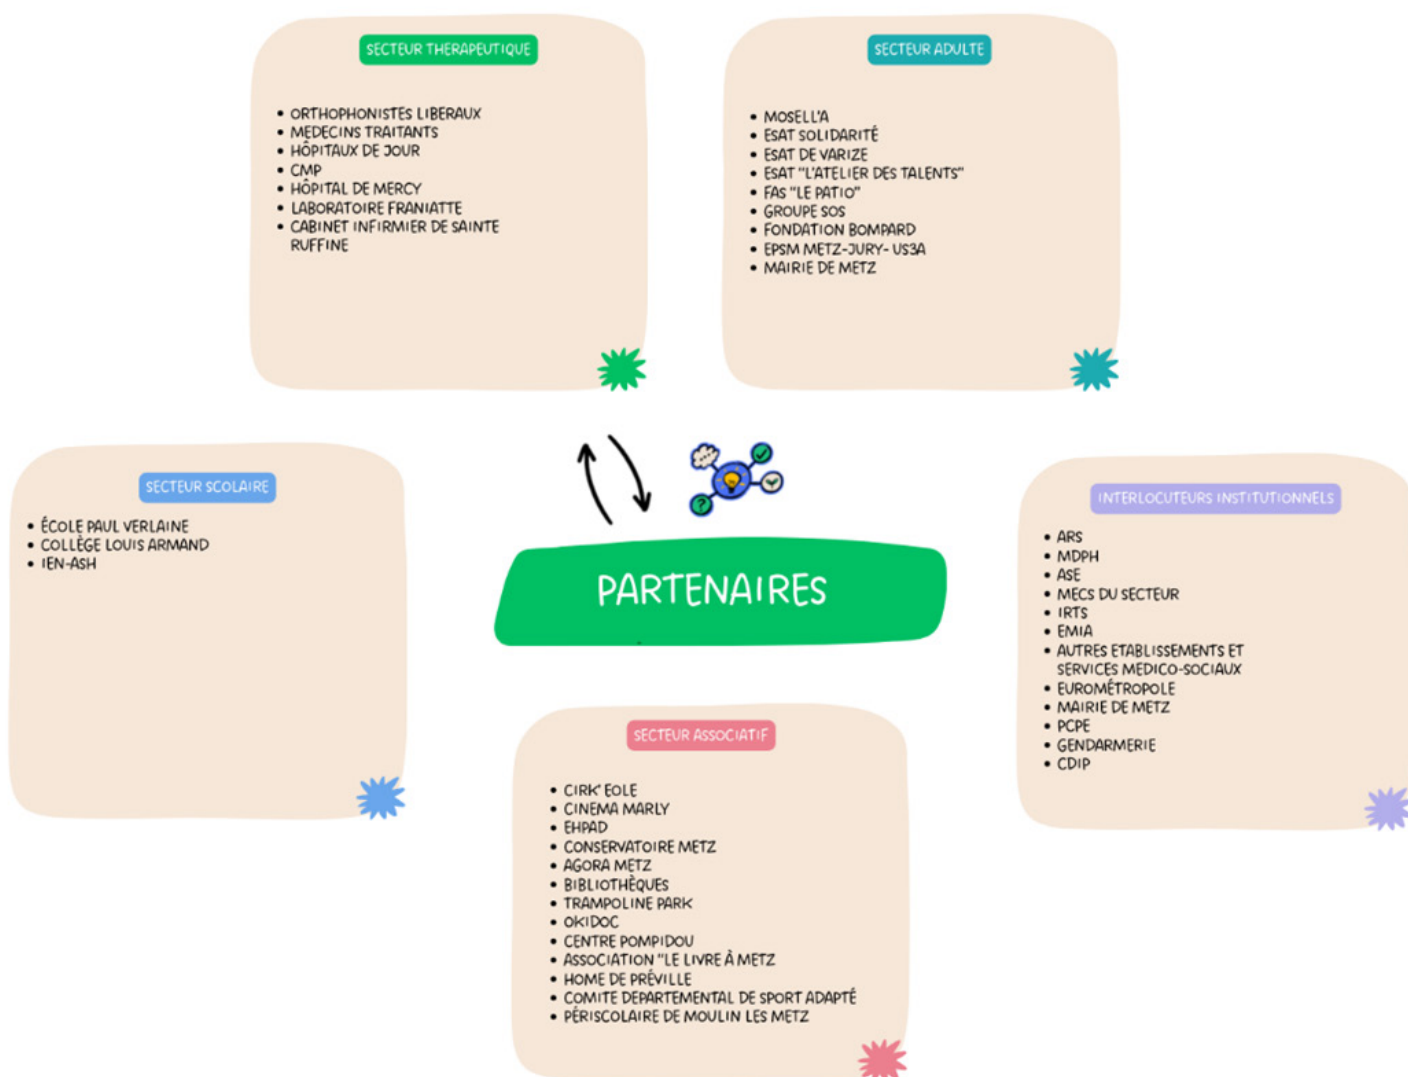 SECTEUR THERAPEUTIQUE
• ORTHOPHONISTES LIBERAUX
• MEDECINS TRAITANTS
• HÔPITAUX DE JOUR
• CMP
• HÔPITAL DE MERCY
• LABORATOIRE FRANIATTE
• CABINET INFIRMIER DE SAINTE
RUFFINE
SECTEUR ADULTE
• MOSELL'A
• ESAT SOLIDARITÉ
• ESAT DE VARIZE
• ESAT "L'ATELIER DES TALENTS"
• FAS "LE PATIO"
• GROUPE SOS
• FONDATION BOMPARD
• EPSM METZ-JURY- US3A
• MAIRIE DE METZ
SECTEUR SCOLAIRE
• ÉCOLE PAUL VERLAINE
• COLLÈGE LOUIS ARMAND
• IEN-ASH
PARTENAIRES
INTERLOCUTEURS INSTITUTIONNELS
• ARS
• MDPH
• ASE
• MECS DU SECTEUR
• IRTS
• EMIA
• AUTRES ETABLISSEMENTS ET
SERVICES MEDICO-SOCIAUX
• EUROMÉTROPOLE
• MAIRIE DE METZ
• PCPE
• GENDARMERIE
• CDIP
SECTEUR ASSOCIATIF
• CIRK' EOLE
• CINEMA MARLY
• EHPAD
• CONSERVATOIRE METZ
• AGORA METZ
• BIBLIOTHÈQUES
• TRAMPOLINE PARK
• OKIDOC
• CENTRE POMPIDOU
• ASSOCIATION "LE LIVRE À METZ
• HOME DE PRÉVILLE
• COMITE DEPARTEMENTAL DE SPORT ADAPTÉ
• PÉRISCOLAIRE DE MOULIN LES METZ